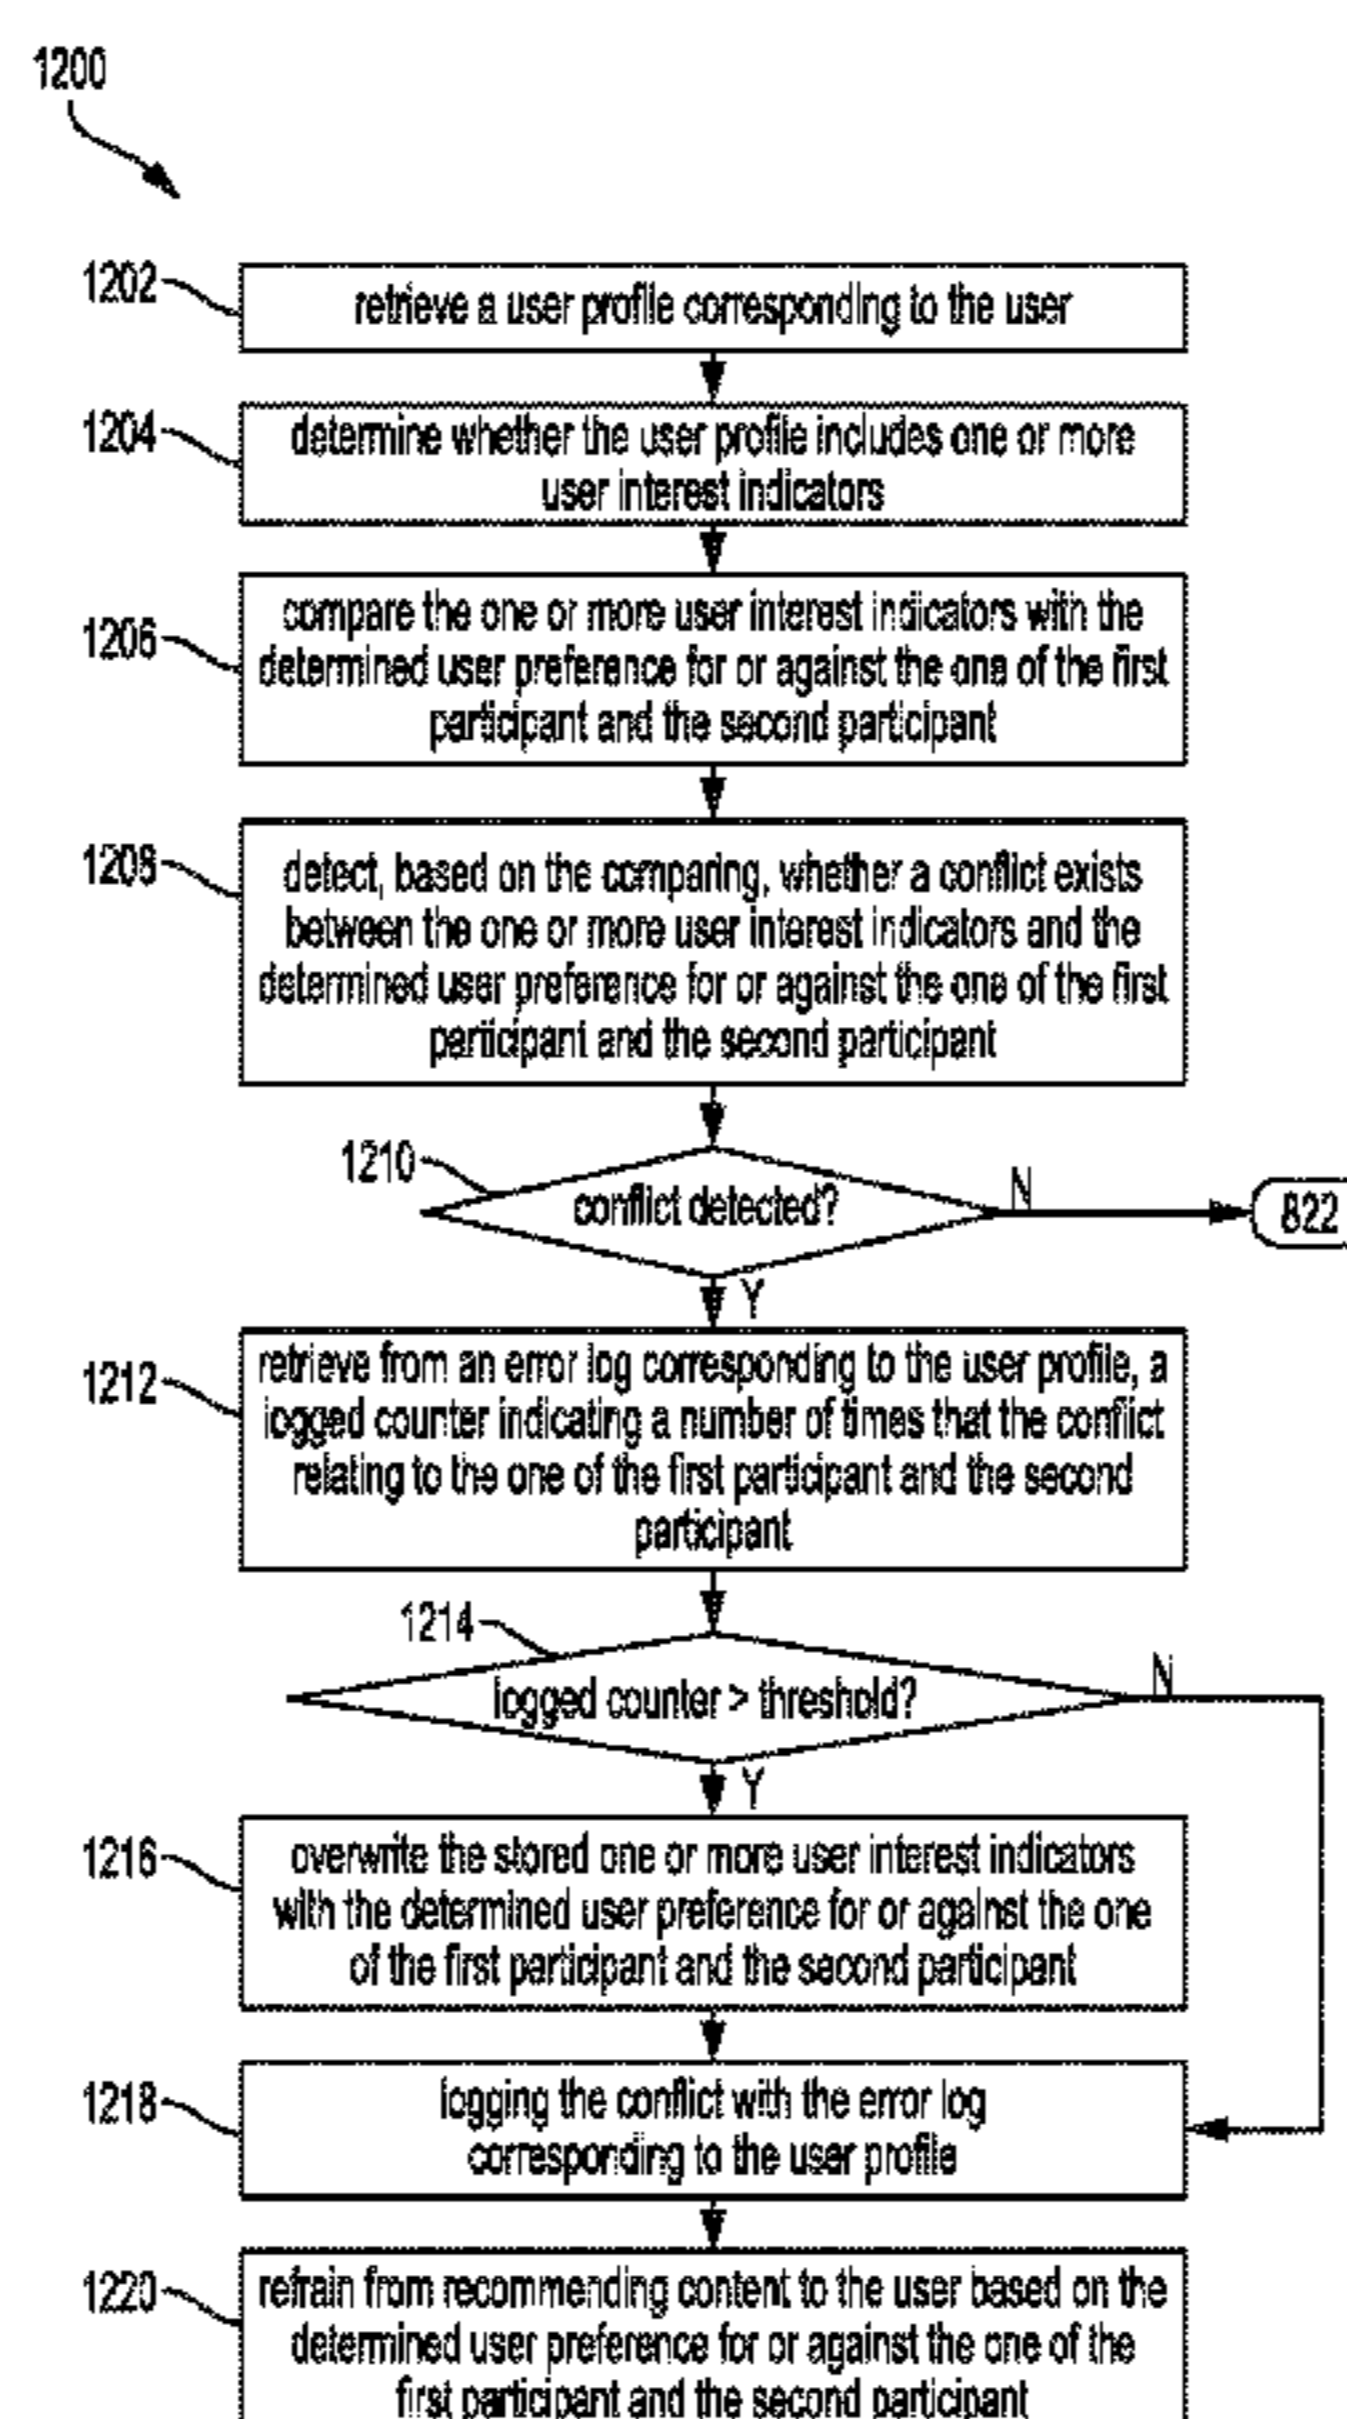 1200
1202
retrieve a user profile corresponding to the user
1204
determine whether the user profile includes one or more
user interest indicators
1206
compare the one or more user interest indicators with the
determined user preference for or against the one of the first
participant and the second participant
1208
detect, based on the comparing, whether a conflict exists
between the one or more user interest indicators and the
determined user preference for or against the one of the first
participant and the second participant
1210
conflict detected?
N
822
Y
1212
retrieve from an error log corresponding to the user profile, a
logged counter indicating a number of times that the conflict
relating to the one of the first participant and the second
participant
1214
logged counter > threshold?
N
Y
1216
overwrite the stored one or more user interest indicators
with the determined user preference for or against the one
of the first participant and the second participant
1218
logging the conflict with the error log
corresponding to the user profile
1220
refrain from recommending content to the user based on the
determined user preference for or against the one of the
first participant and the second participant